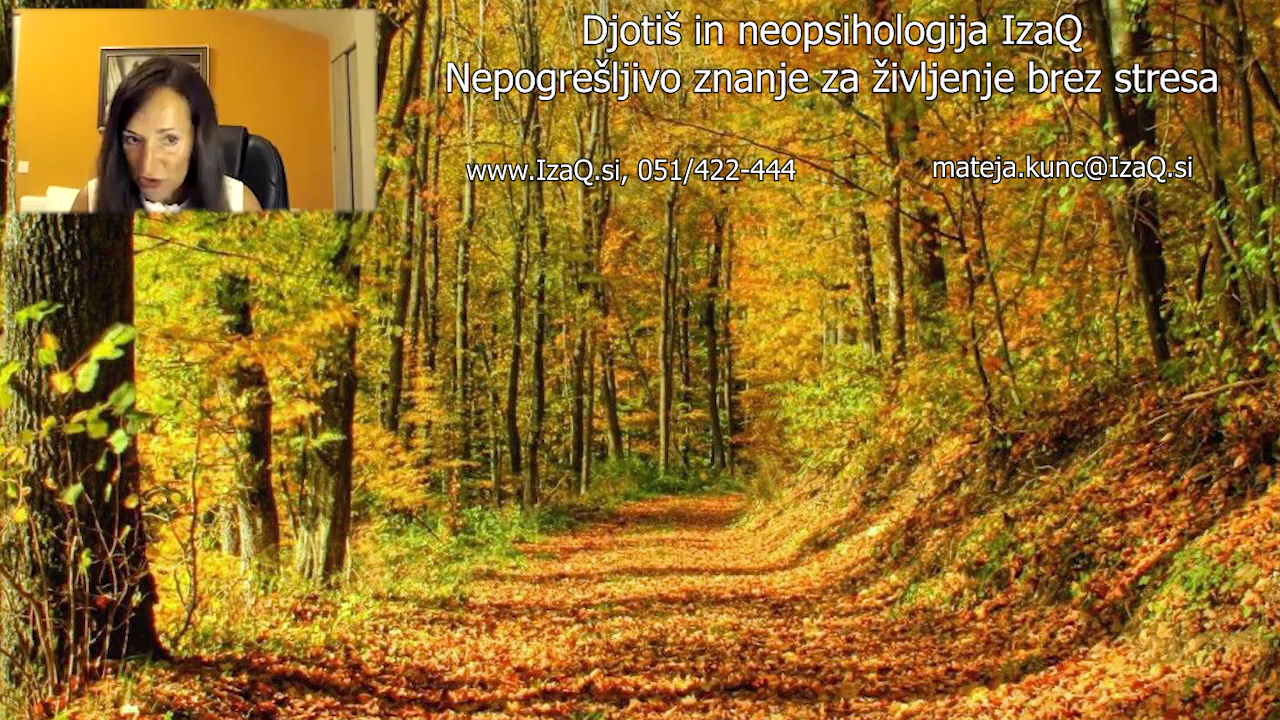 Djotiš in neopsihologija IzaQ
Nepogrešljivo znanje za življenje brez stresa
www.IzaQ.si, 051/422-444
mateja.kunc@IzaQ.si